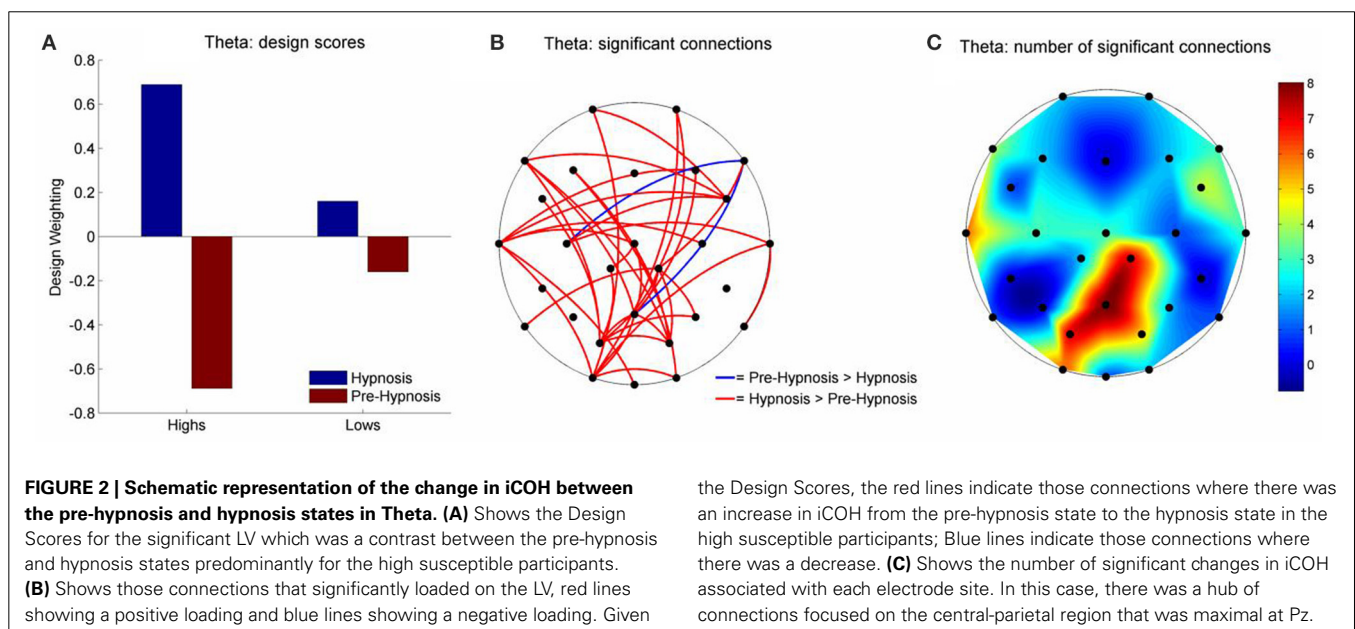 A
Theta: design scores
0.8
0.6
0.4
0.2
0
-0.2
-0.4
-0.6
-0.8
Design Weighting
Hypnosis
Pre-Hypnosis
Highs
Lows
B
Theta: significant connections
= Pre-Hypnosis > Hypnosis
= Hypnosis > Pre-Hypnosis
C
Theta: number of significant connections
8
7
6
5
4
3
2
1
0
FIGURE 2 | Schematic representation of the change in iCOH between
the pre-hypnosis and hypnosis states in Theta. (A) Shows the Design
Scores for the significant LV which was a contrast between the pre-hypnosis
and hypnosis states predominantly for the high susceptible participants.
(B) Shows those connections that significantly loaded on the LV, red lines
showing a positive loading and blue lines showing a negative loading. Given
the Design Scores, the red lines indicate those connections where there was
an increase in iCOH from the pre-hypnosis state to the hypnosis state in the
high susceptible participants; Blue lines indicate those connections where
there was a decrease. (C) Shows the number of significant changes in iCOH
associated with each electrode site. In this case, there was a hub of
connections focused on the central-parietal region that was maximal at Pz.